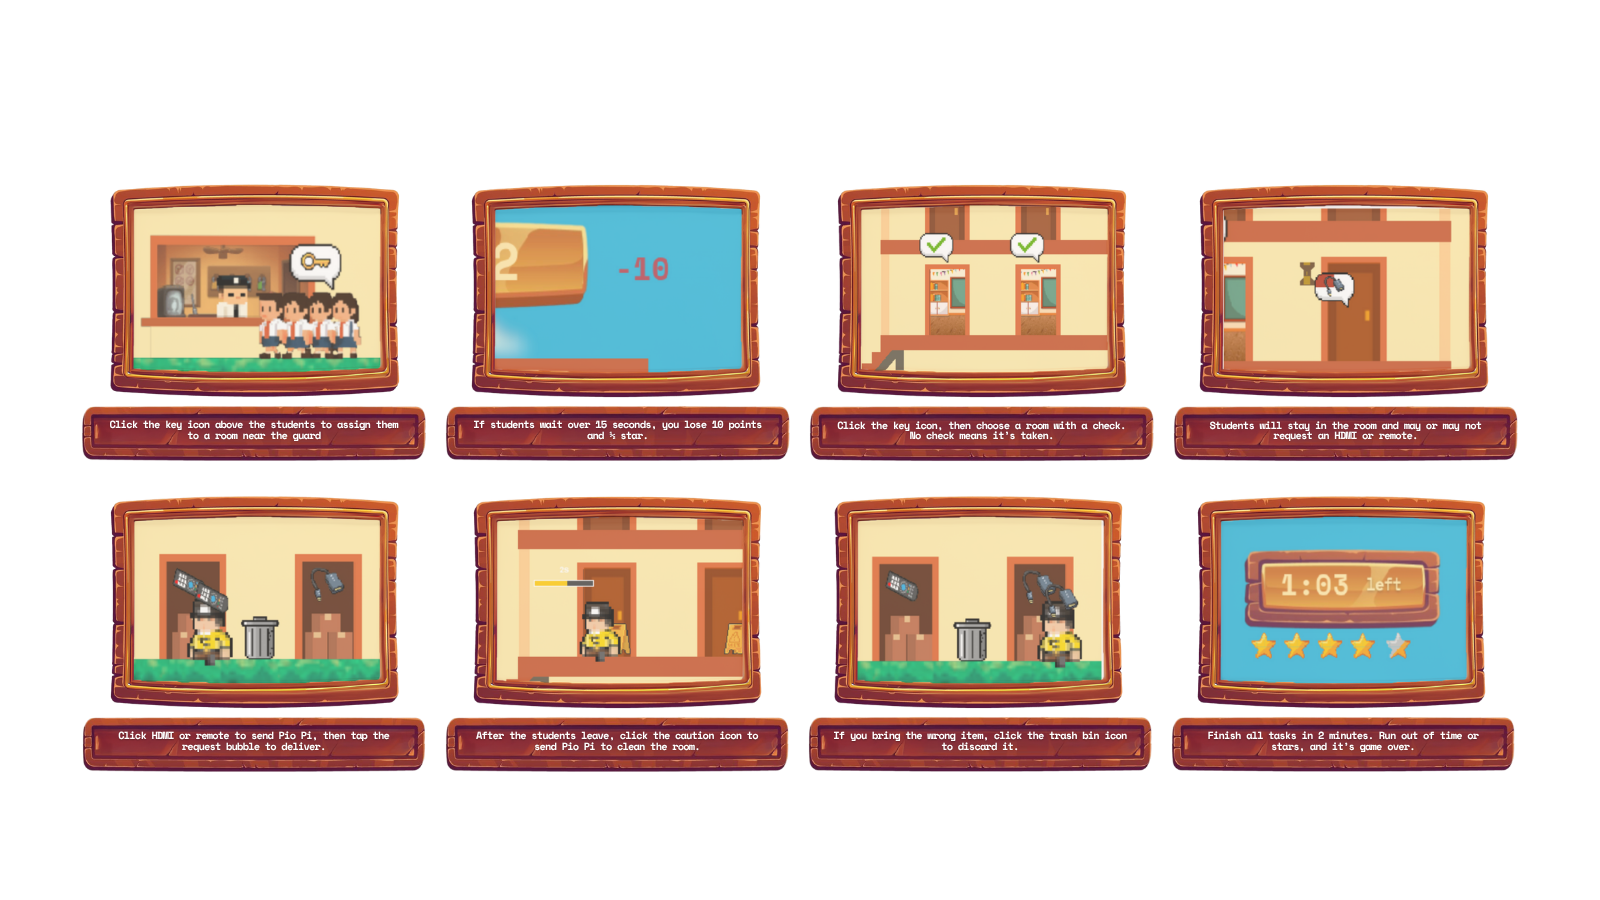 2
-10
Click the key icon above the students to assign them
to a room near the guard
If students wait over 15 seconds, you lose 10 points
and ½ star.
Click the key icon, then choose a room with a check.
No check means it's taken.
Students will stay in the room and may or may not
request an HDMI or remote.
1:03 left
Click HDMI or remote to send Pio Pi, then tap the
request bubble to deliver.
After the students leave, click the caution icon to
send Pio Pi to clean the room.
If you bring the wrong item, click the trash bin icon
to discard it.
Finish all tasks in 2 minutes. Run out of time or
stars, and it's game over.